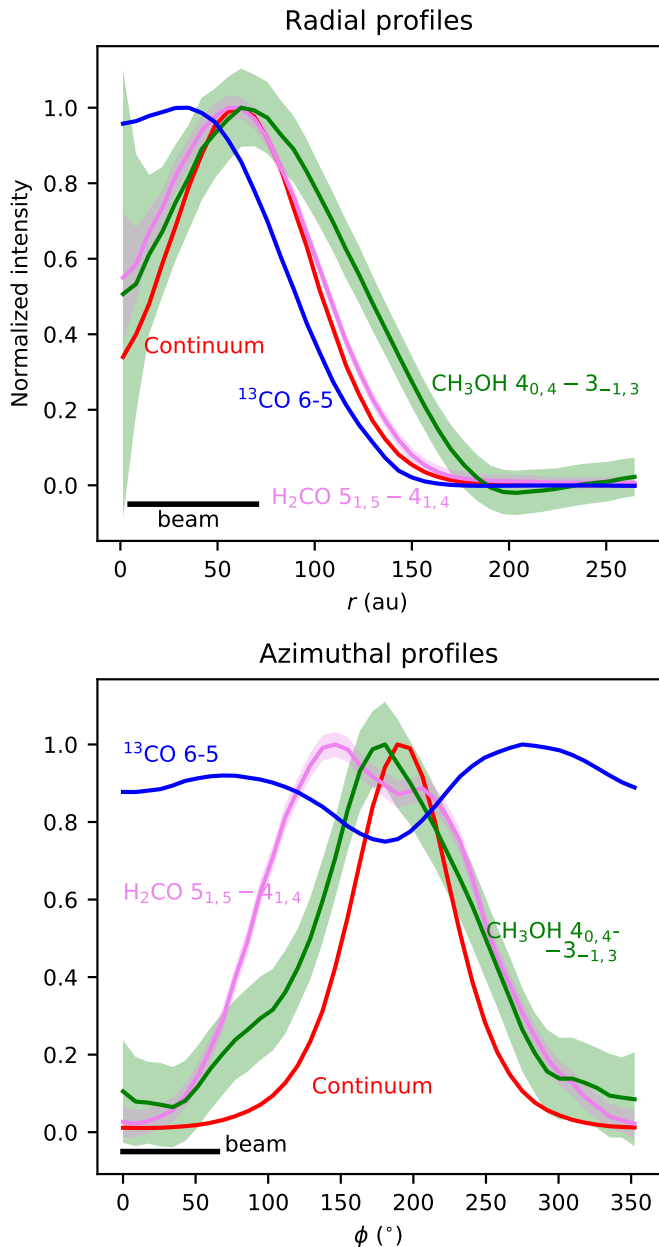 Radial profiles
Normalized intensity
1.0
0.8
0.6
0.4
0.2
0.0
Continuum
CH₃OH 4₀,₄ − 3₋₁,₃
¹³CO 6-5
H₂CO 5₁,₅ − 4₁,₄
beam
0 50 100 150 200 250
r (au)
Azimuthal profiles
1.0
0.8
0.6
0.4
0.2
0.0
¹³CO 6-5
H₂CO 5₁,₅ − 4₁,₄
CH₃OH 4₀,₄-
−3₋₁,₃
Continuum
beam
0 50 100 150 200 250 300 350
ϕ (°)